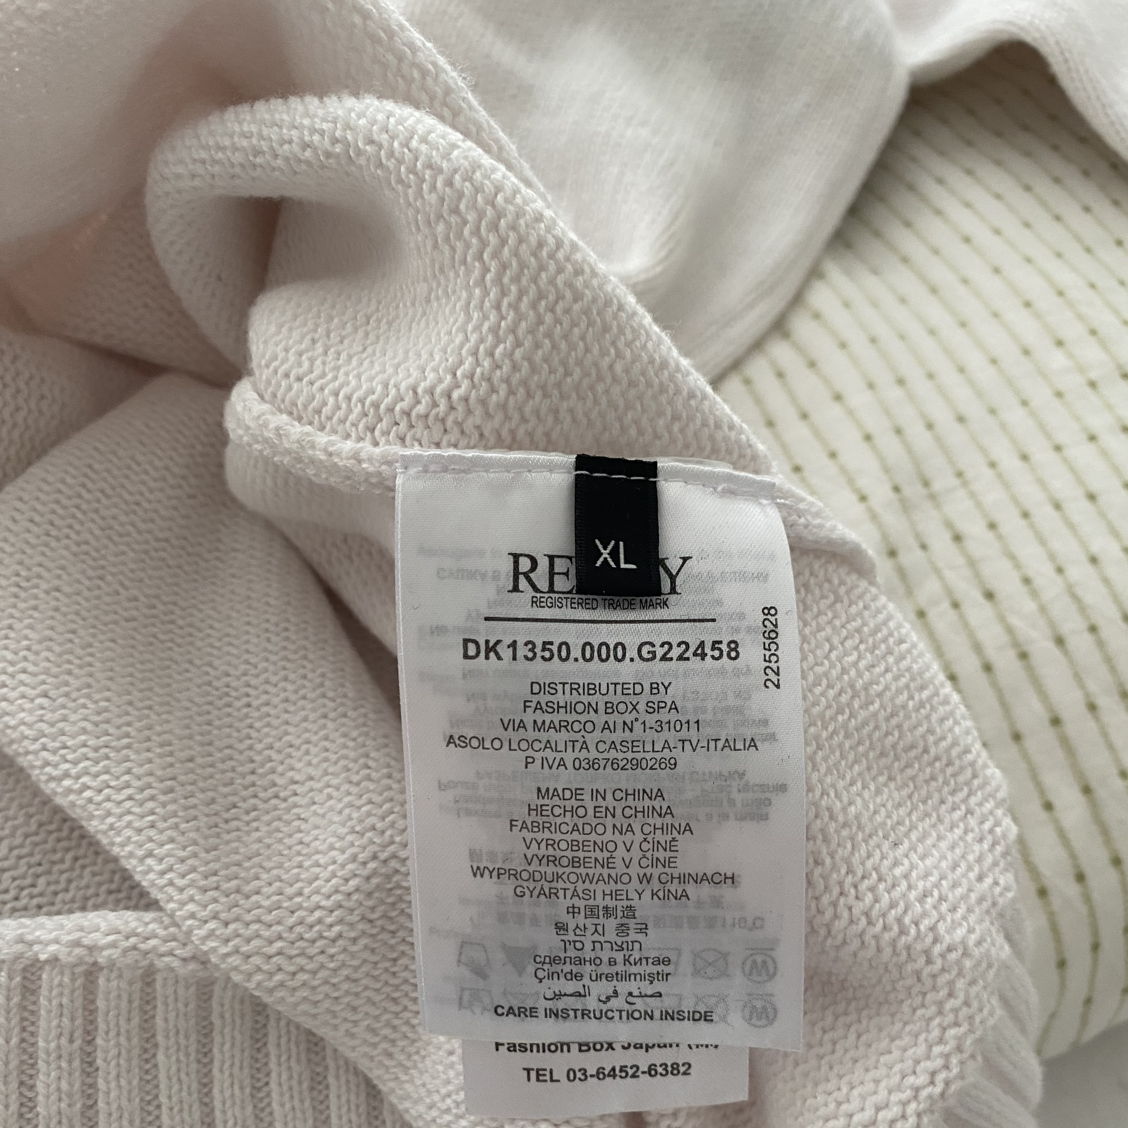 XL
REGISTERED TRADE MARK
DK1350.000.G22458
2255628
DISTRIBUTED BY
FASHION BOX SPA
VIA MARCO AI N°1-31011
ASOLO LOCALITÀ CASELLA-TV-ITALIA
P IVA 03676290269
MADE IN CHINA
HECHO EN CHINA
FABRICADO NA CHINA
VYROBENO V ČÍNĚ
VYROBENÉ V ČÍNE
WYPRODUKOWANO W CHINACH
GYÁRTÁSI HELY KÍNA
中国制造
원산지 중국
תוצרת סין
сделано в Китае
Çin'de üretilmiştir
صنع في الصين
CARE INSTRUCTION INSIDE
Fashion Box Japan
TEL 03-6452-6382